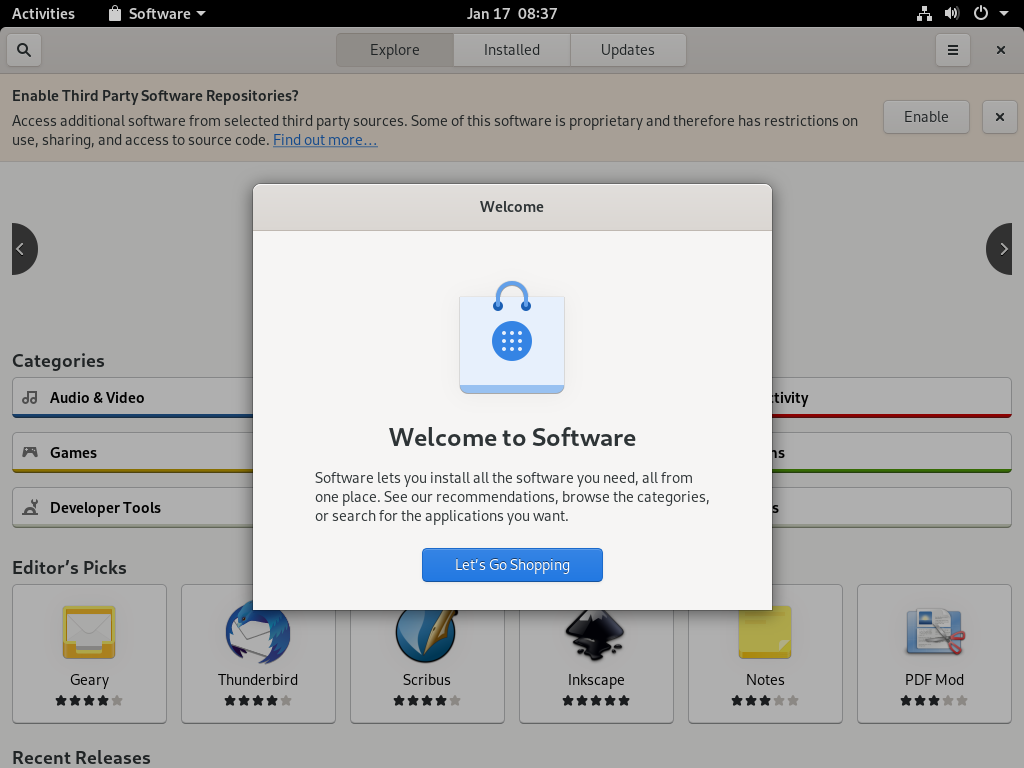 Activities
Software
Jan 17 08:37
Explore
Installed
Updates
Enable Third Party Software Repositories?
Access additional software from selected third party sources. Some of this software is proprietary and therefore has restrictions on
use, sharing, and access to source code. Find out more…
Enable
Welcome
Welcome to Software
Software lets you install all the software you need, all from
one place. See our recommendations, browse the categories,
or search for the applications you want.
Let's Go Shopping
Categories
Audio & Video
Games
Developer Tools
Editor's Picks
Geary
Thunderbird
Scribus
Inkscape
Notes
PDF Mod
Recent Releases